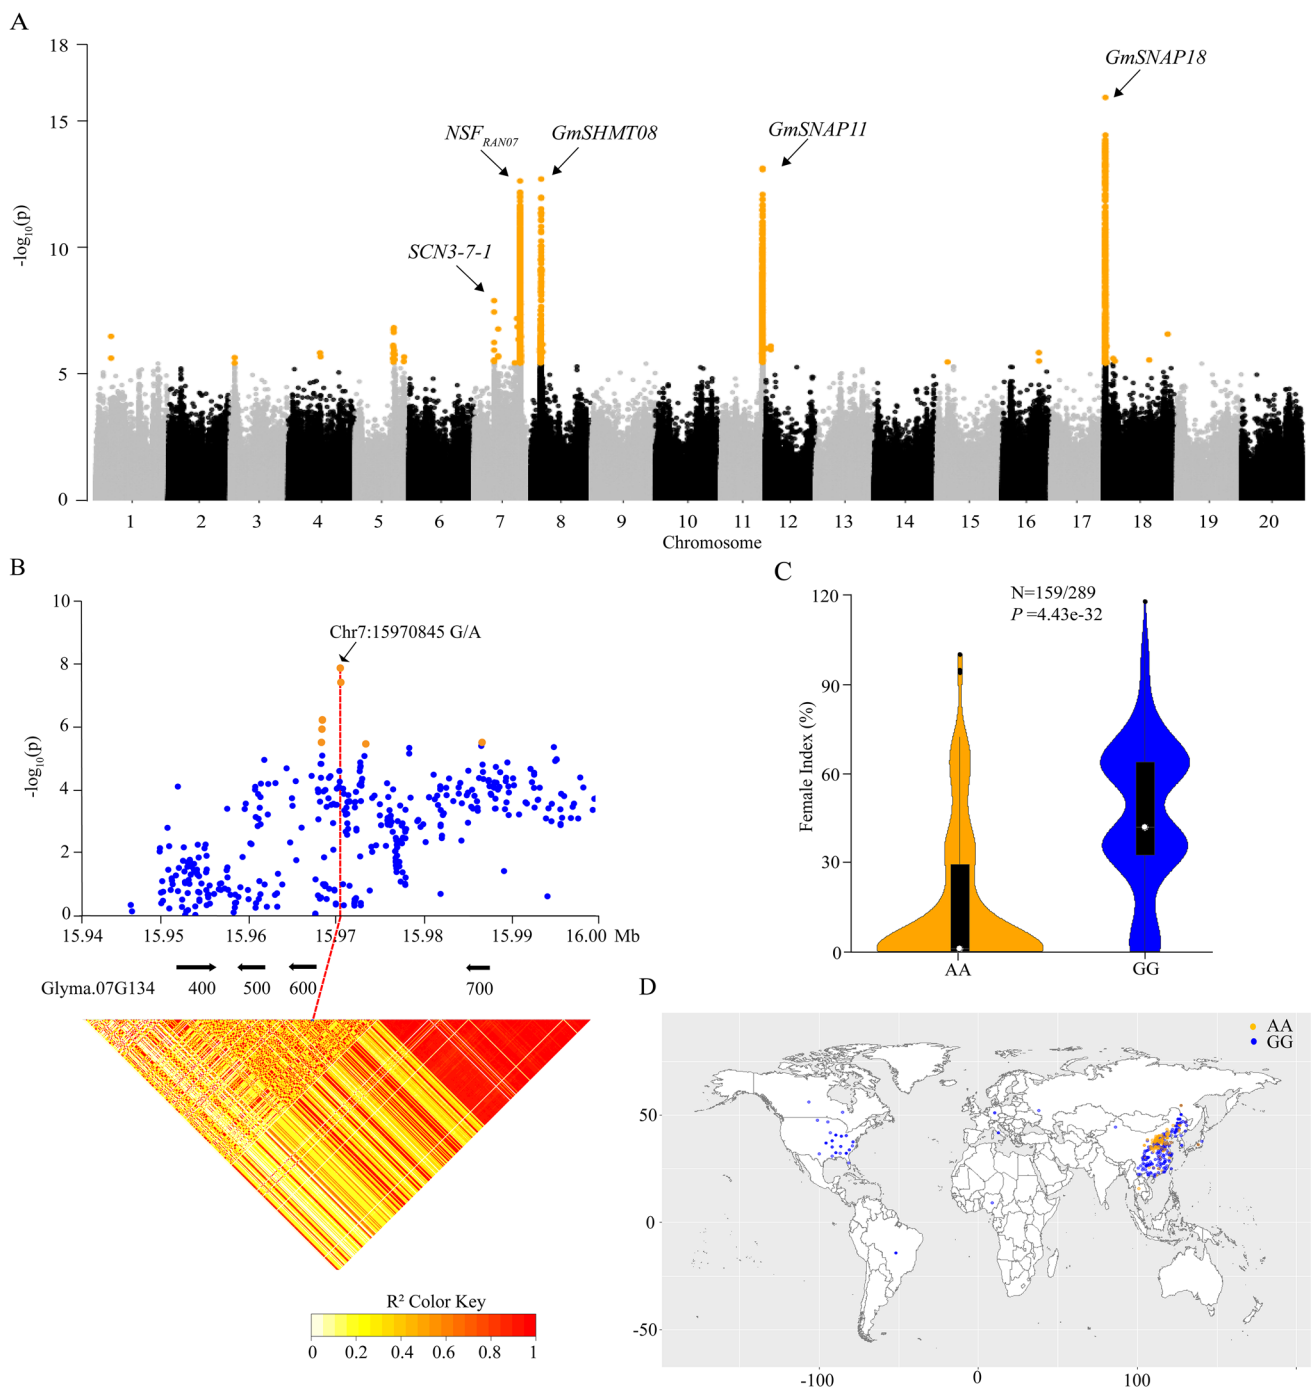 A
18
15
10
5
0
-log10(p)
GmSNAP18
NSFRAN07
GmSHMT08
GmSNAP11
SCN3-7-1
1 2 3 4 5 6 7 8 9 10 11 12 13 14 15 16 17 18 19 20
Chromosome
B
10
8
6
4
2
0
-log10(p)
Chr7:15970845 G/A
15.94 15.95 15.96 15.97 15.98 15.99 16.00 Mb
Glyma.07G134 400 500 600 700
R² Color Key
0 0.2 0.4 0.6 0.8 1
C
120
90
60
30
0
Female Index (%)
N=159/289
P =4.43e-32
AA GG
D
AA
GG
50
0
-50
-100 0 100